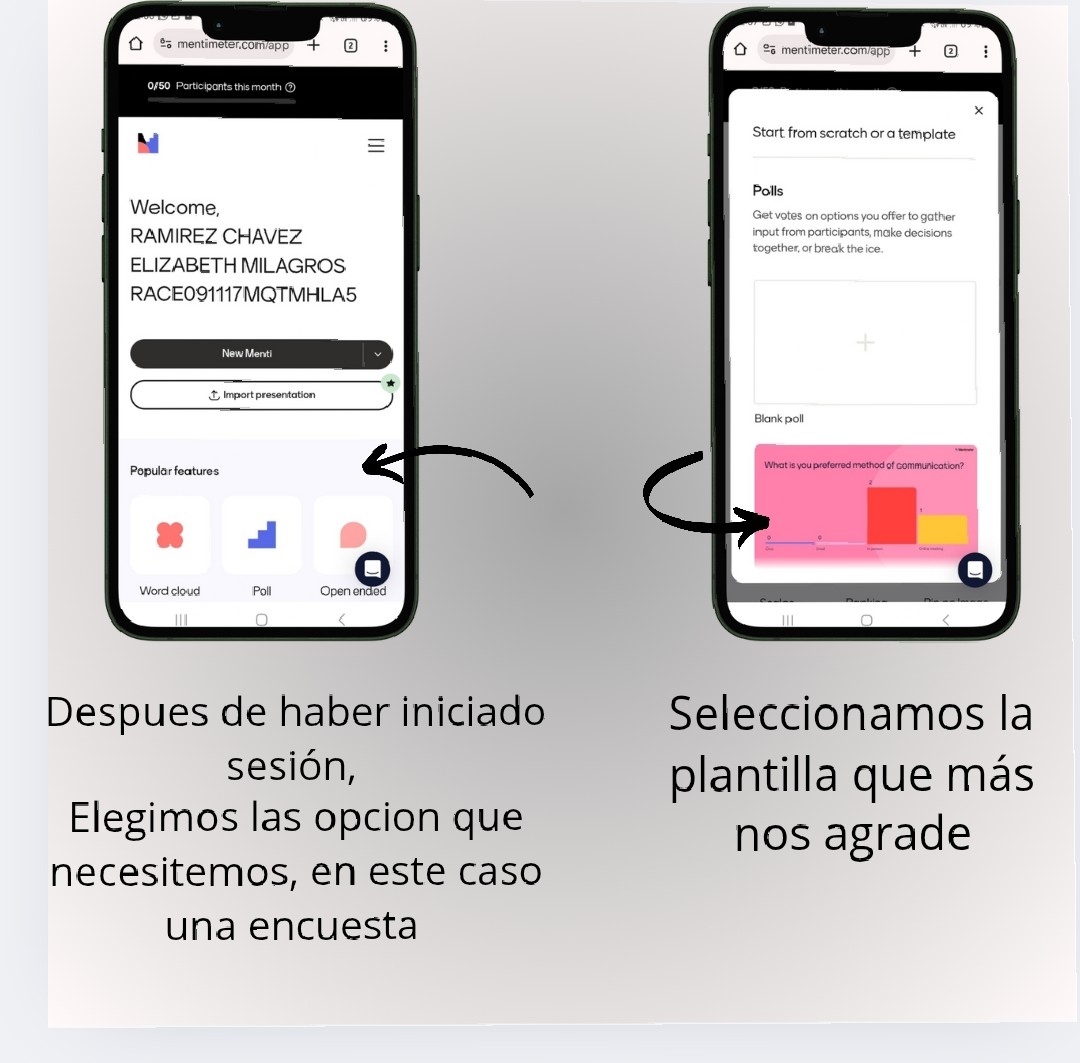 mentimeter.com/app
2
0/50 Participants this month
Welcome,
RAMIREZ CHAVEZ
ELIZABETH MILAGROS
RACE091117MQTMHLA5
New Menti
Import presentation
Popular features
Word cloud Poll Open ended
Despues de haber iniciado
sesión,
Elegimos las opcion que
necesitemos, en este caso
una encuesta
mentimeter.com/app
2
Start from scratch or a template
Polls
Get votes on options you offer to gather
input from participants, make decisions
together, or break the ice.
Blank poll
What is you preferred method of communication?
2
1
0 0
Seleccionamos la
plantilla que más
nos agrade